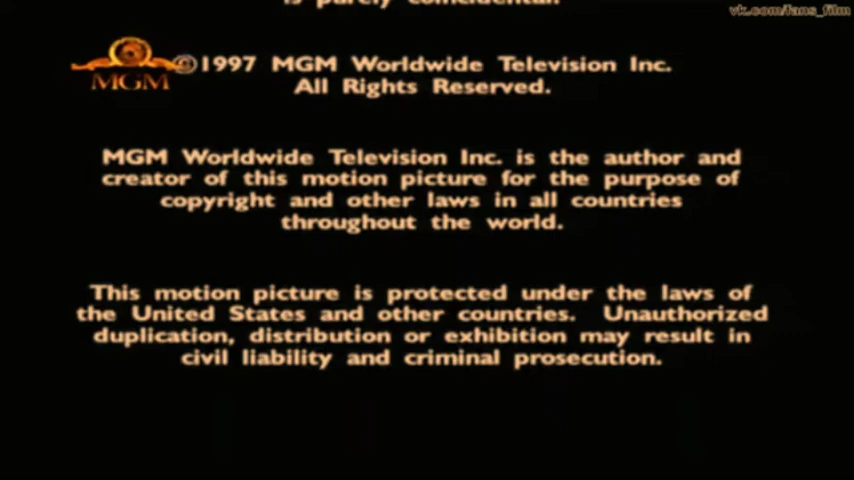 is purely coincidental.
vk.com/fans_film
MGM
©1997 MGM Worldwide Television Inc.
All Rights Reserved.
MGM Worldwide Television Inc. is the author and
creator of this motion picture for the purpose of
copyright and other laws in all countries
throughout the world.
This motion picture is protected under the laws of
the United States and other countries. Unauthorized
duplication, distribution or exhibition may result in
civil liability and criminal prosecution.